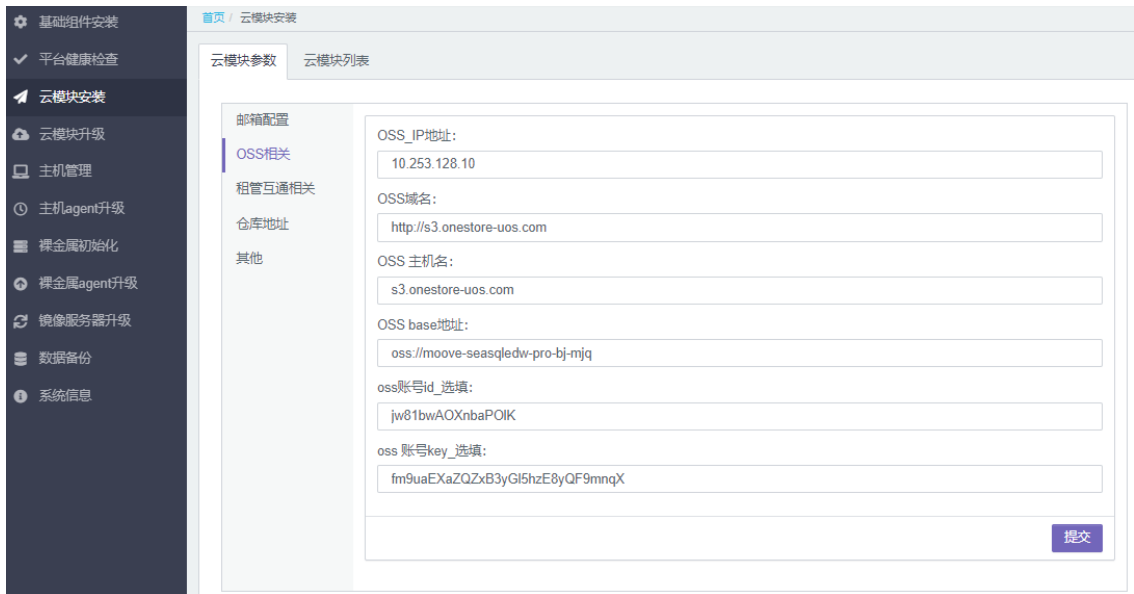 基础组件安装
平台健康检查
云模块安装
云模块升级
主机管理
主机agent升级
裸金属初始化
裸金属agent升级
镜像服务器升级
数据备份
系统信息
首页 / 云模块安装
云模块参数 云模块列表
邮箱配置
OSS相关
租管互通相关
仓库地址
其他
OSS_IP地址:
10.253.128.10
OSS域名:
http://s3.onestore-uos.com
OSS 主机名:
s3.onestore-uos.com
OSS base地址:
oss://moove-seasqledw-pro-bj-mjq
oss账号id_选填:
jw81bwAOXnbaPOlK
oss 账号key_选填:
fm9uaEXaZQZxB3yGl5hzE8yQF9mnqX
提交